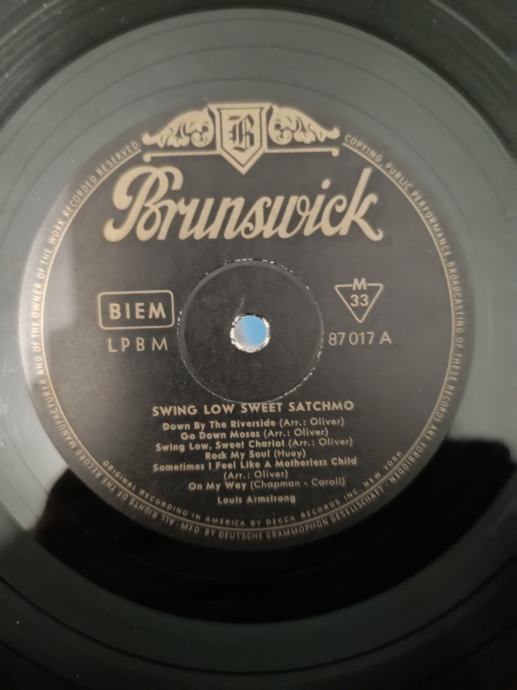 B
Brunswick
BIEM
LPBM
M
33
87 017 A
SWING LOW SWEET SATCHMO
Down By The Riverside (Arr.: Oliver)
Go Down Moses (Arr.: Oliver)
Swing Low, Sweet Chariot (Arr.: Oliver)
Rock My Soul (Huey)
Sometimes I Feel Like A Motherless Child
(Arr.: Oliver)
On My Way (Chapman - Caroll)
Louis Armstrong
ORIGINAL RECORDING IN AMERICA BY DECCA RECORDS INC. NEW YORK
MFD. BY DEUTSCHE GRAMMOPHON GESELLSCHAFT · ALL RIGHTS OF THE RECORD MANUFACTURER AND OF THE OWNER OF THE WORK RECORDED RESERVED.
COPYING, PUBLIC PERFORMANCE, BROADCASTING OF THESE RECORDS ARE FORBIDDEN